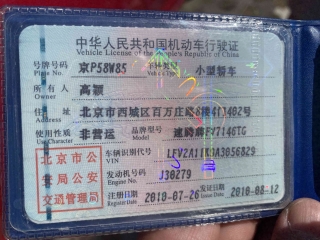 中华人民共和国机动车行驶证
Vehicle License of the People's Republic of China
号牌号码 京P58W85 车辆类型 小型轿车
Plate No.
所有人 高颖
Owner
住址 北京市西城区百万庄路
Address
使用性质 非营运 品牌型号 速腾牌FV7146TG
Use Character Model
北京市公安局公安交通管理局
车辆识别代号
VIN
发动机号码 J30279
Engine No.
注册日期 2010-07-26 发证日期 2010-08-12
Register Date Issue Date